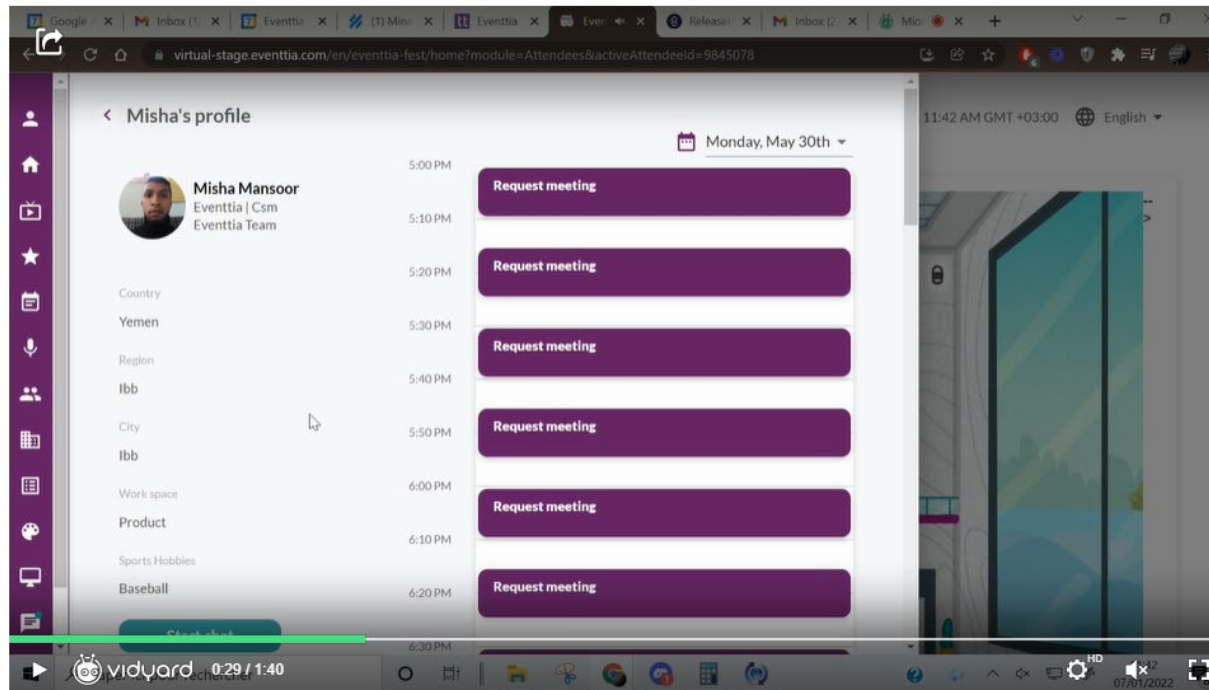 Google
Inbox (1)
Eventtia
(1) Mine
Eventtia
Even
Inbox (2
virtual-stage.eventtia.com/en/eventtia-fest/home?module=Attendees&activeAttendeeId=9845078
Misha's profile
11:42 AM GMT +03:00 English
Monday, May 30th
Misha Mansoor
Eventtia | Csm
Eventtia Team
Country
Yemen
Region
Ibb
City
Ibb
Work space
Product
Sports Hobbies
Baseball
Start chat
5:00 PM
Request meeting
5:10 PM
5:20 PM
Request meeting
5:30 PM
Request meeting
5:40 PM
5:50 PM
Request meeting
6:00 PM
Request meeting
6:10 PM
6:20 PM
Request meeting
6:30 PM
vidyard 0:29 / 1:40
HD
07/01/2022